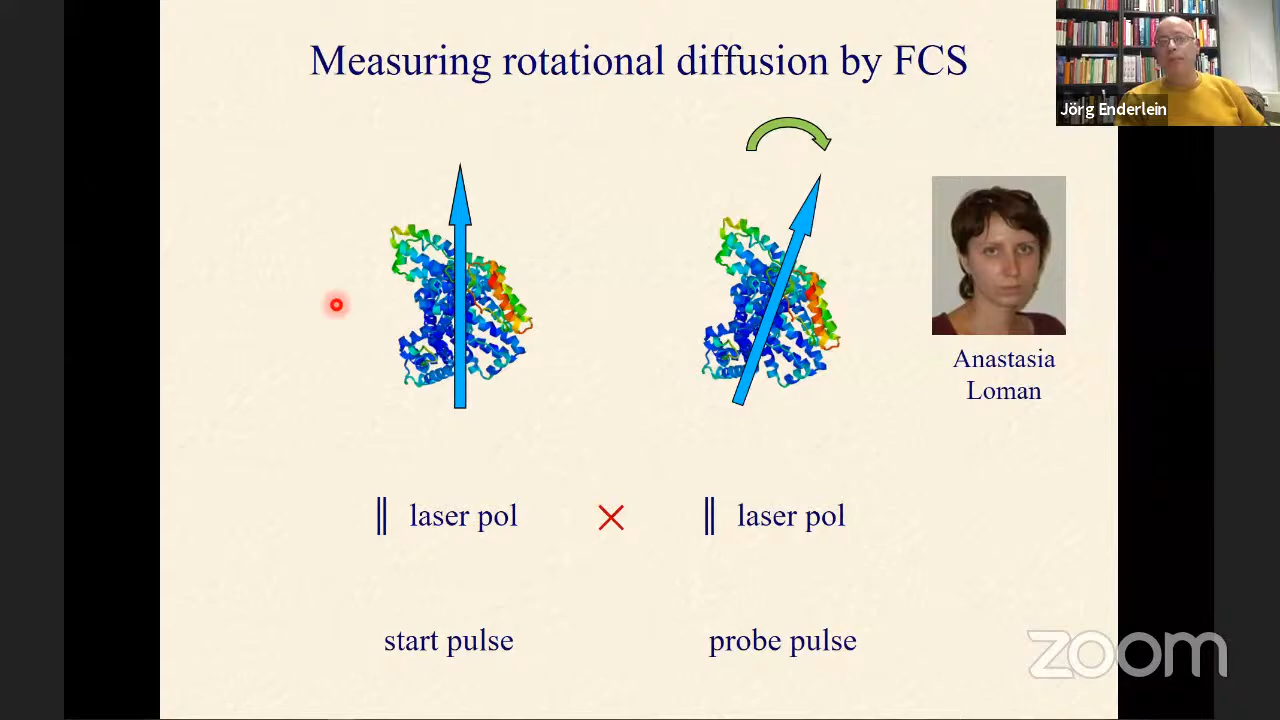 Measuring rotational diffusion by FCS
Jörg Enderlein
Anastasia
Loman
|| laser pol × || laser pol
start pulse probe pulse
zoom